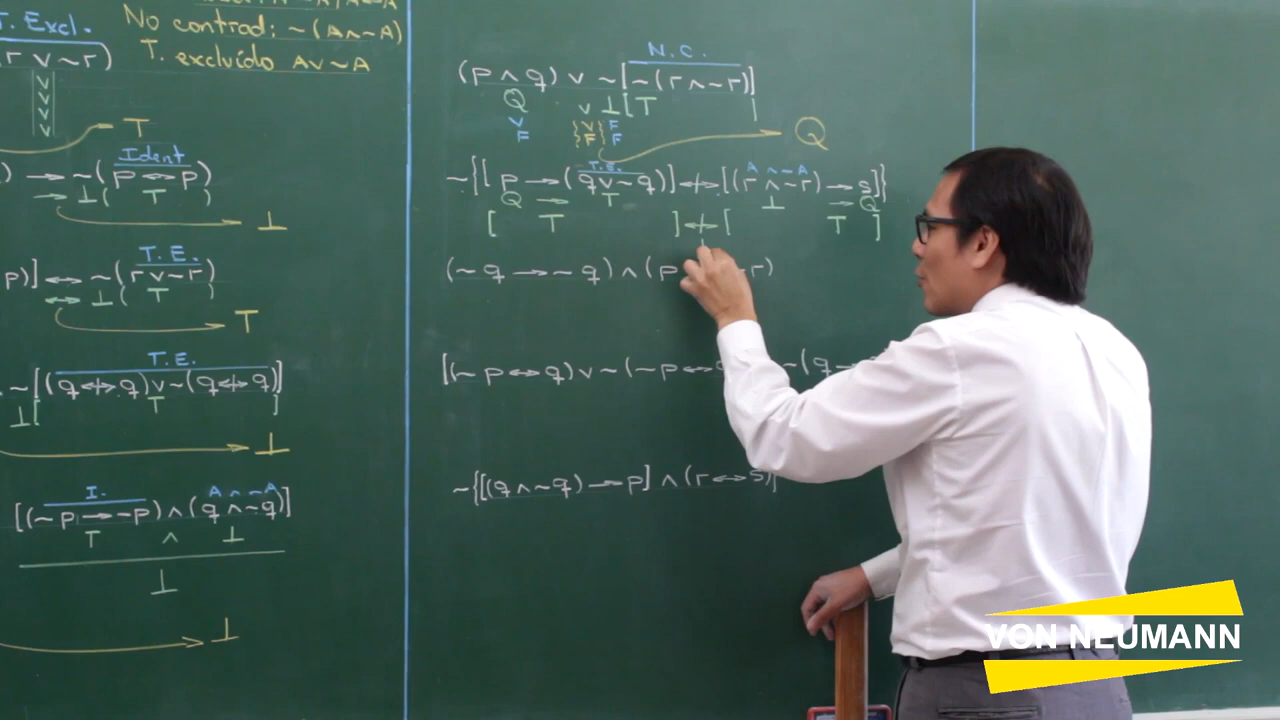 T. Excl.
(r v ~r)
V
V
V
V
T
No contrad: ~(A∧~A)
T. excluído A∨~A
) → ~(p ↔ p)
Ident
→ ⊥( T )
⊥
T.E.
p)] ↔ ~(r v ~r)
↔ ⊥( T )
T
T.E.
~[(q ↮ q) v ~(q ↮ q)]
⊥[ T ]
⊥
I. A ∧ ~A
[(~p → ~p) ∧ (q ∧ ~q)]
T ∧ ⊥
⊥
⊥
N.C.
(p ∧ q) v ~[~(r ∧ ~r)]
Q v ⊥[ T ]
V }V{ F
F }F{ F
Q
T.E. A ∧ ~A
~{[p → (q v ~q)] ↮ [(r ∧ ~r) → s]}
Q → T ⊥ → Q
[ T ] ↮ [ T ]
(~q → ~q) ∧ (p r)
[(~p ↔ q) v ~(~p ↔ ~(q
~{[(q ∧ ~q) → p] ∧ (r ↔ s)
VON NEUMANN